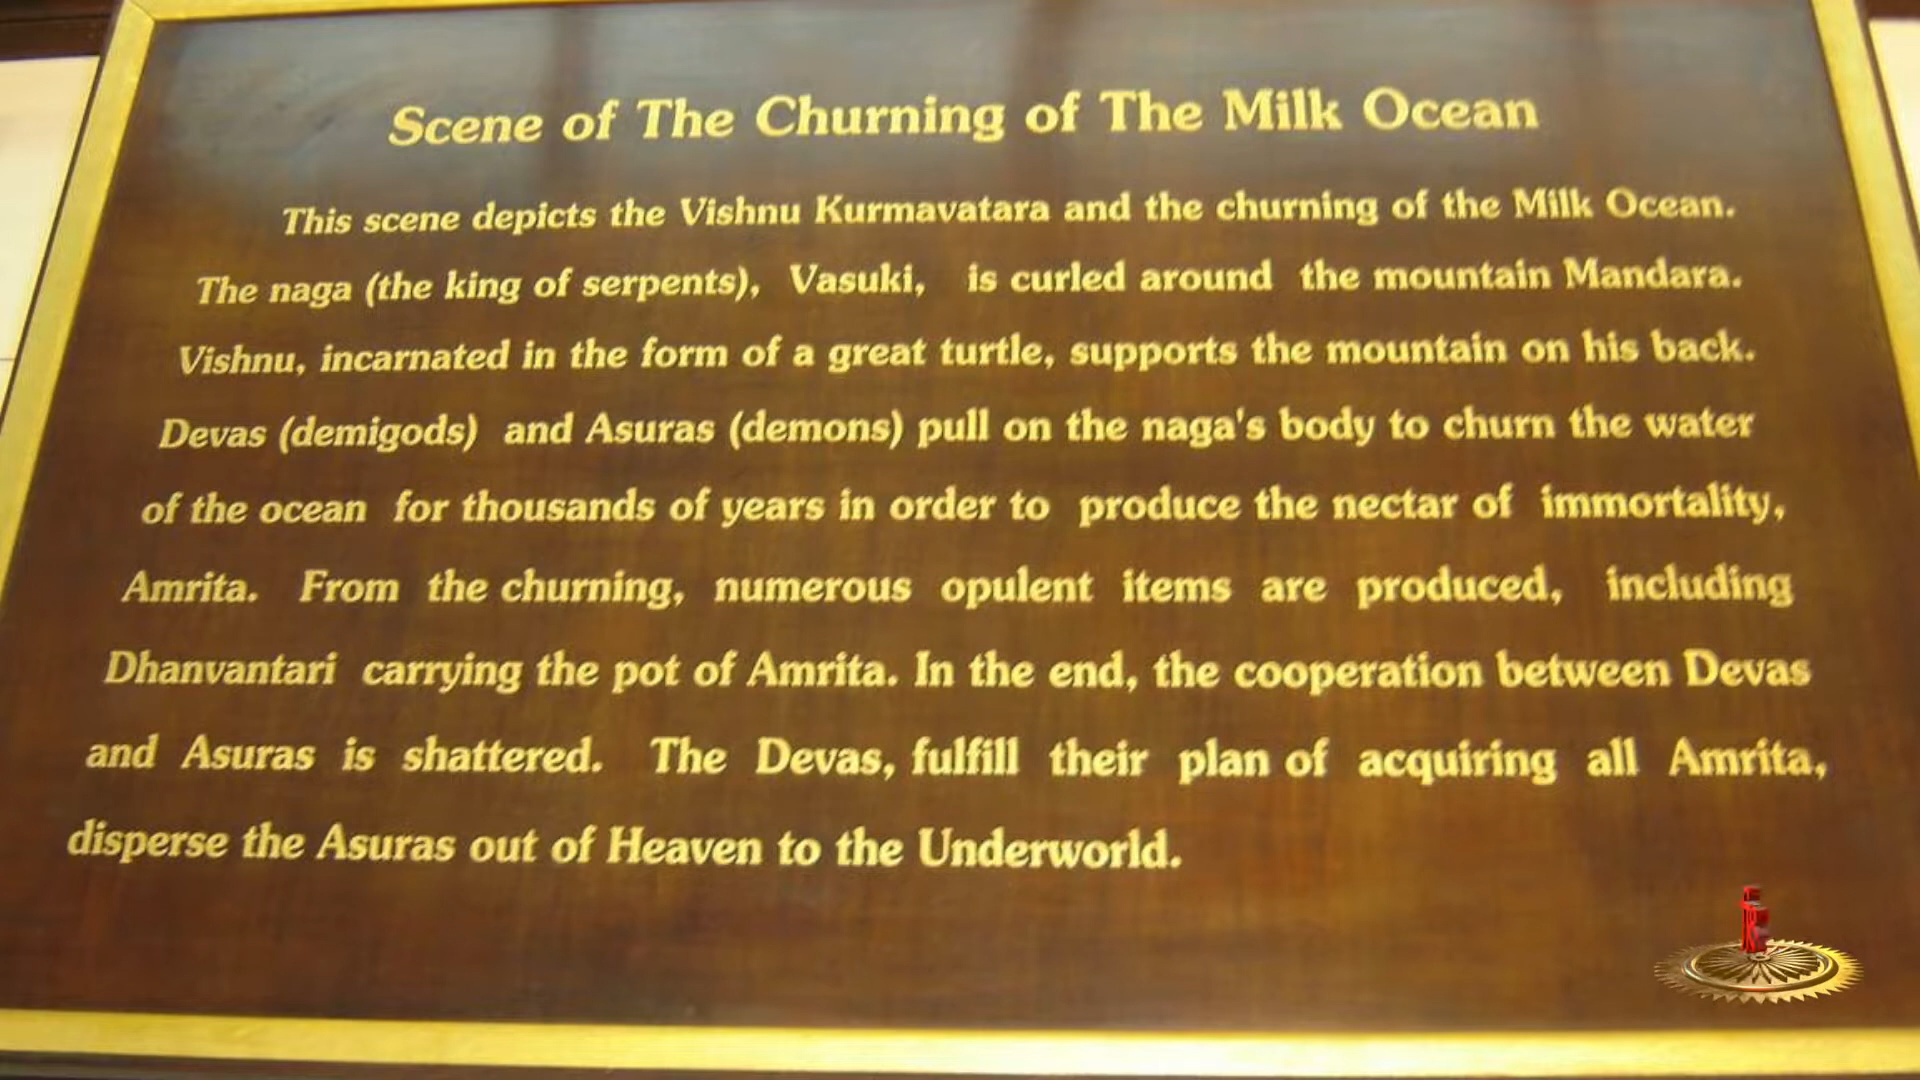 Scene of The Churning of The Milk Ocean
This scene depicts the Vishnu Kurmavatara and the churning of the Milk Ocean.
The naga (the king of serpents), Vasuki, is curled around the mountain Mandara.
Vishnu, incarnated in the form of a great turtle, supports the mountain on his back.
Devas (demigods) and Asuras (demons) pull on the naga's body to churn the water
of the ocean for thousands of years in order to produce the nectar of immortality,
Amrita. From the churning, numerous opulent items are produced, including
Dhanvantari carrying the pot of Amrita. In the end, the cooperation between Devas
and Asuras is shattered. The Devas, fulfill their plan of acquiring all Amrita,
disperse the Asuras out of Heaven to the Underworld.